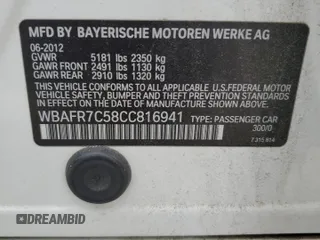 MFD BY BAYERISCHE MOTOREN WERKE AG
06-2012
GVWR 5181 lbs 2350 kg
GAWR FRONT 2491 lbs 1130 kg
GAWR REAR 2910 lbs 1320 kg
THIS VEHICLE CONFORMS TO ALL APPLICABLE U.S. FEDERAL
SAFETY, BUMPER AND THEFT PREVENTION STANDARDS
IN EFFECT ON THE DATE OF MANUFACTURE SHOWN ABOVE.
WBAFR7C58CC816941 TYPE: PASSENGER CAR
300/0
DREAMBID